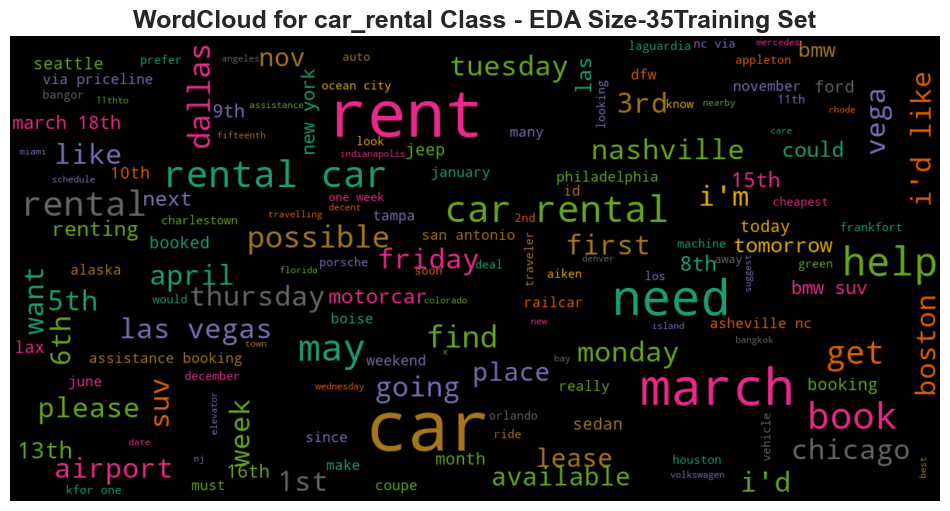 WordCloud for car_rental Class - EDA Size-35Training Set
seattle
prefer
angeles
nov
auto
tuesday
las
laguardia
nc via
mercedes
appleton
bmw
via priceline
dallas
ocean city
dfw
november
ford
bangor
11thto
9th
assistance
new york
rent
looking
3rd
know
nearby
11th
rhode
vega
i'd like
march 18th
fifteenth
look
many
care
miami
like
indianapolis
jeep
nashville
could
schedule
10th
rental car
january
philadelphia
15th
rental
next
one week
id
i'm
cheapest
charlestown
travelling
decent
tampa
car rental
2nd
today
frankfort
renting
booked
possible
san antonio
traveler
first
machine
away
tomorrow
help
alaska
april
florida
friday
soon
deal
aiken
denver
los
8th
suggest
green
want
5th
would
thursday
porsche
motorcar
colorado
railcar
need
bmw suv
6th
las vegas
boise
new
island
asheville nc
boston
lax
town
may
find
×
bangkok
assistance booking
weekend
bay
monday
get
june
december
wednesday
going
place
really
march
booking
please
suv
elevator
week
car
orlando
sedan
book
date
since
ride
vehicle
13th
airport
nj
16th
make
month
lease
houston
chicago
kfor one
must
1st
coupe
available
volkswagen
i'd
best